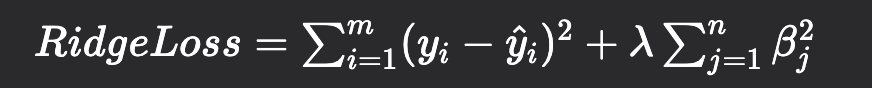 RidgeLoss = ∑ᵢ₌₁ᵐ(yᵢ − ŷᵢ)² + λ∑ⱼ₌₁ⁿ βⱼ²